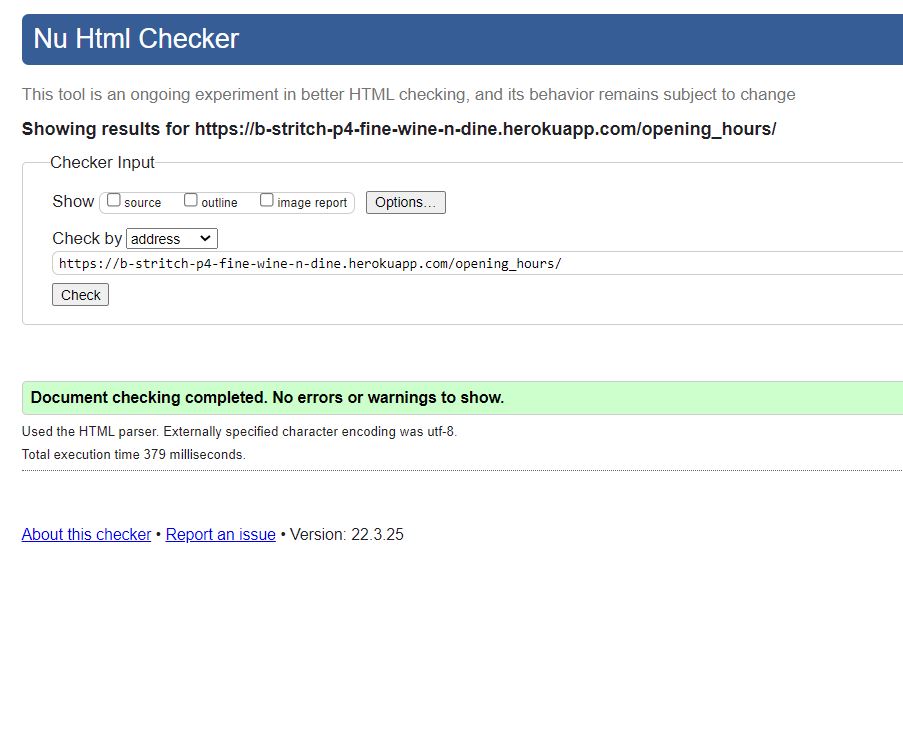 Nu Html Checker
This tool is an ongoing experiment in better HTML checking, and its behavior remains subject to change
Showing results for https://b-stritch-p4-fine-wine-n-dine.herokuapp.com/opening_hours/
Checker Input
Show source outline image report Options...
Check by address
https://b-stritch-p4-fine-wine-n-dine.herokuapp.com/opening_hours/
Check
Document checking completed. No errors or warnings to show.
Used the HTML parser. Externally specified character encoding was utf-8.
Total execution time 379 milliseconds.
About this checker • Report an issue • Version: 22.3.25